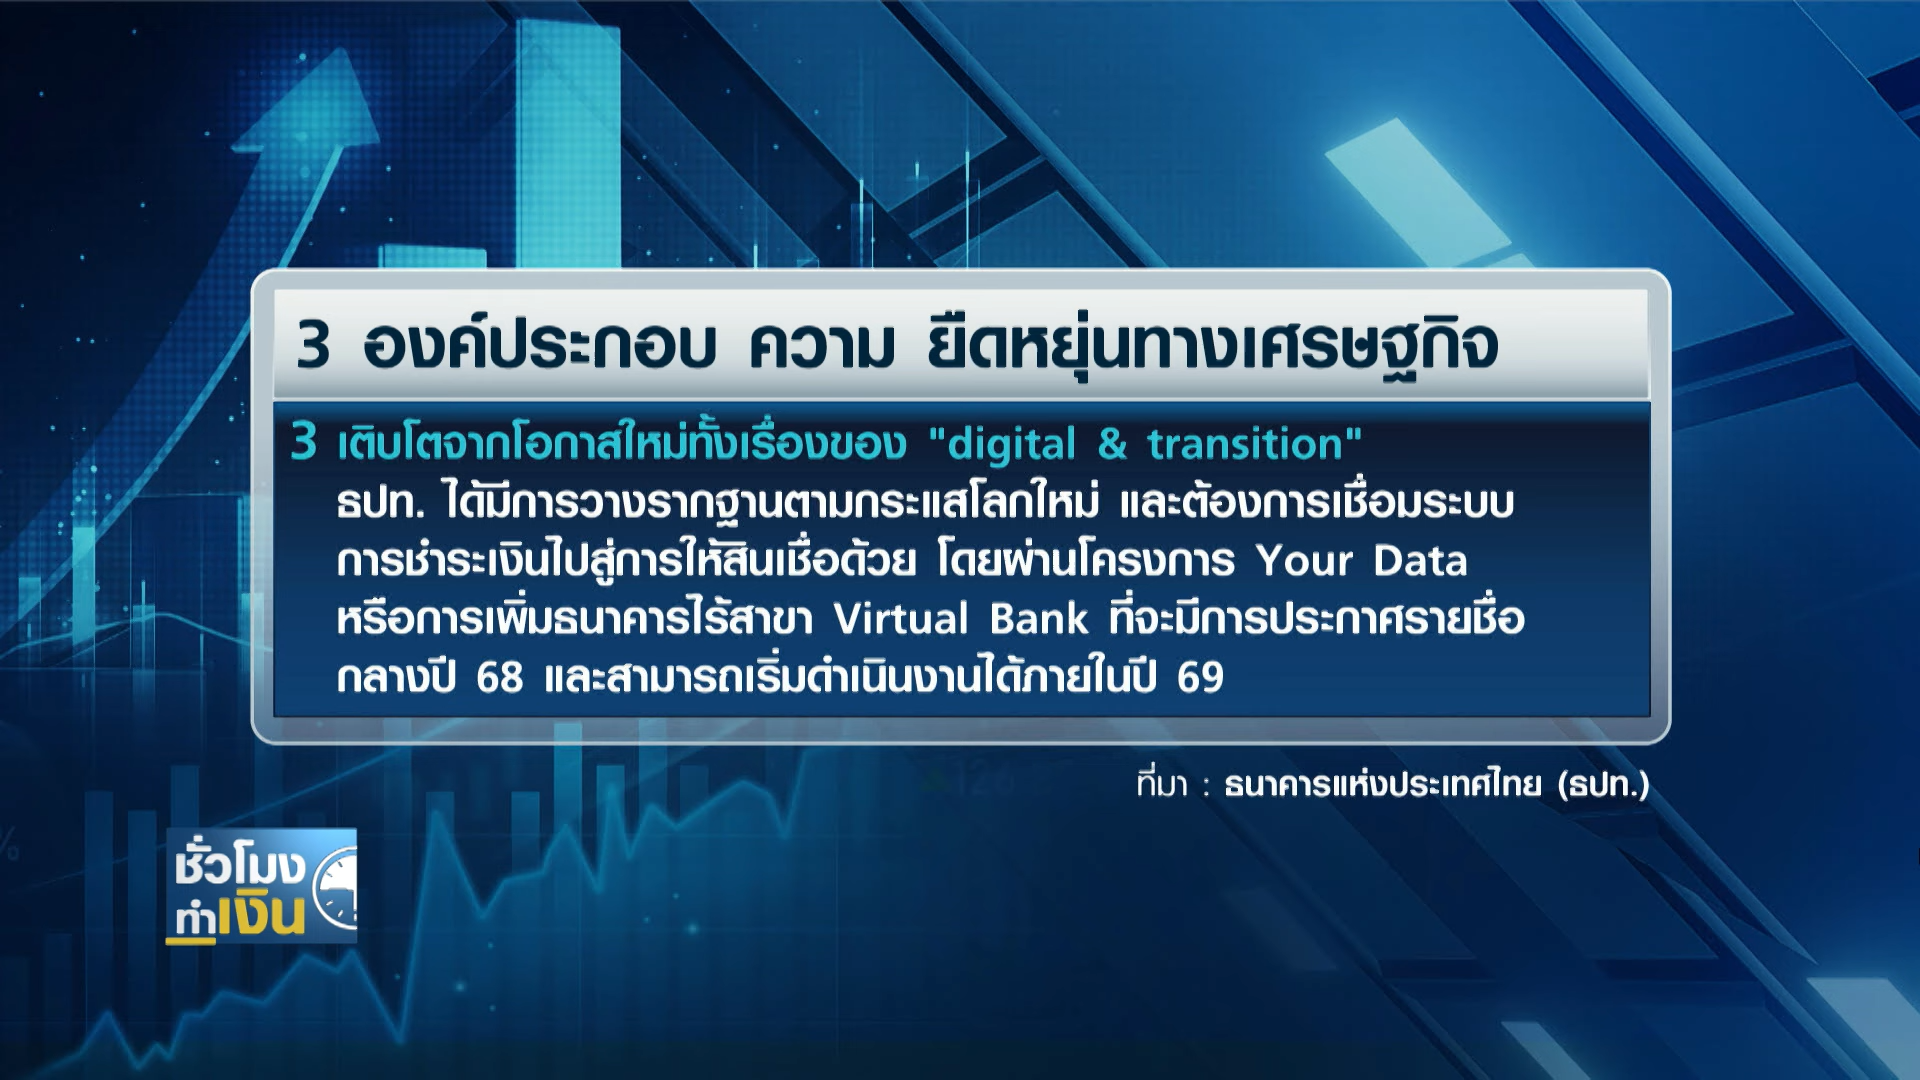 3 องค์ประกอบ ความ ยืดหยุ่นทางเศรษฐกิจ
3 เติบโตจากโอกาสใหม่ทั้งเรื่องของ "digital & transition"
ธปท. ได้มีการวางรากฐานตามกระแสโลกใหม่ และต้องการเชื่อมระบบ
การชำระเงินไปสู่การให้สินเชื่อด้วย โดยผ่านโครงการ Your Data
หรือการเพิ่มธนาคารไร้สาขา Virtual Bank ที่จะมีการประกาศรายชื่อ
กลางปี 68 และสามารถเริ่มดำเนินงานได้ภายในปี 69
ที่มา : ธนาคารแห่งประเทศไทย (ธปท.)
ชั่วโมง
ทำเงิน